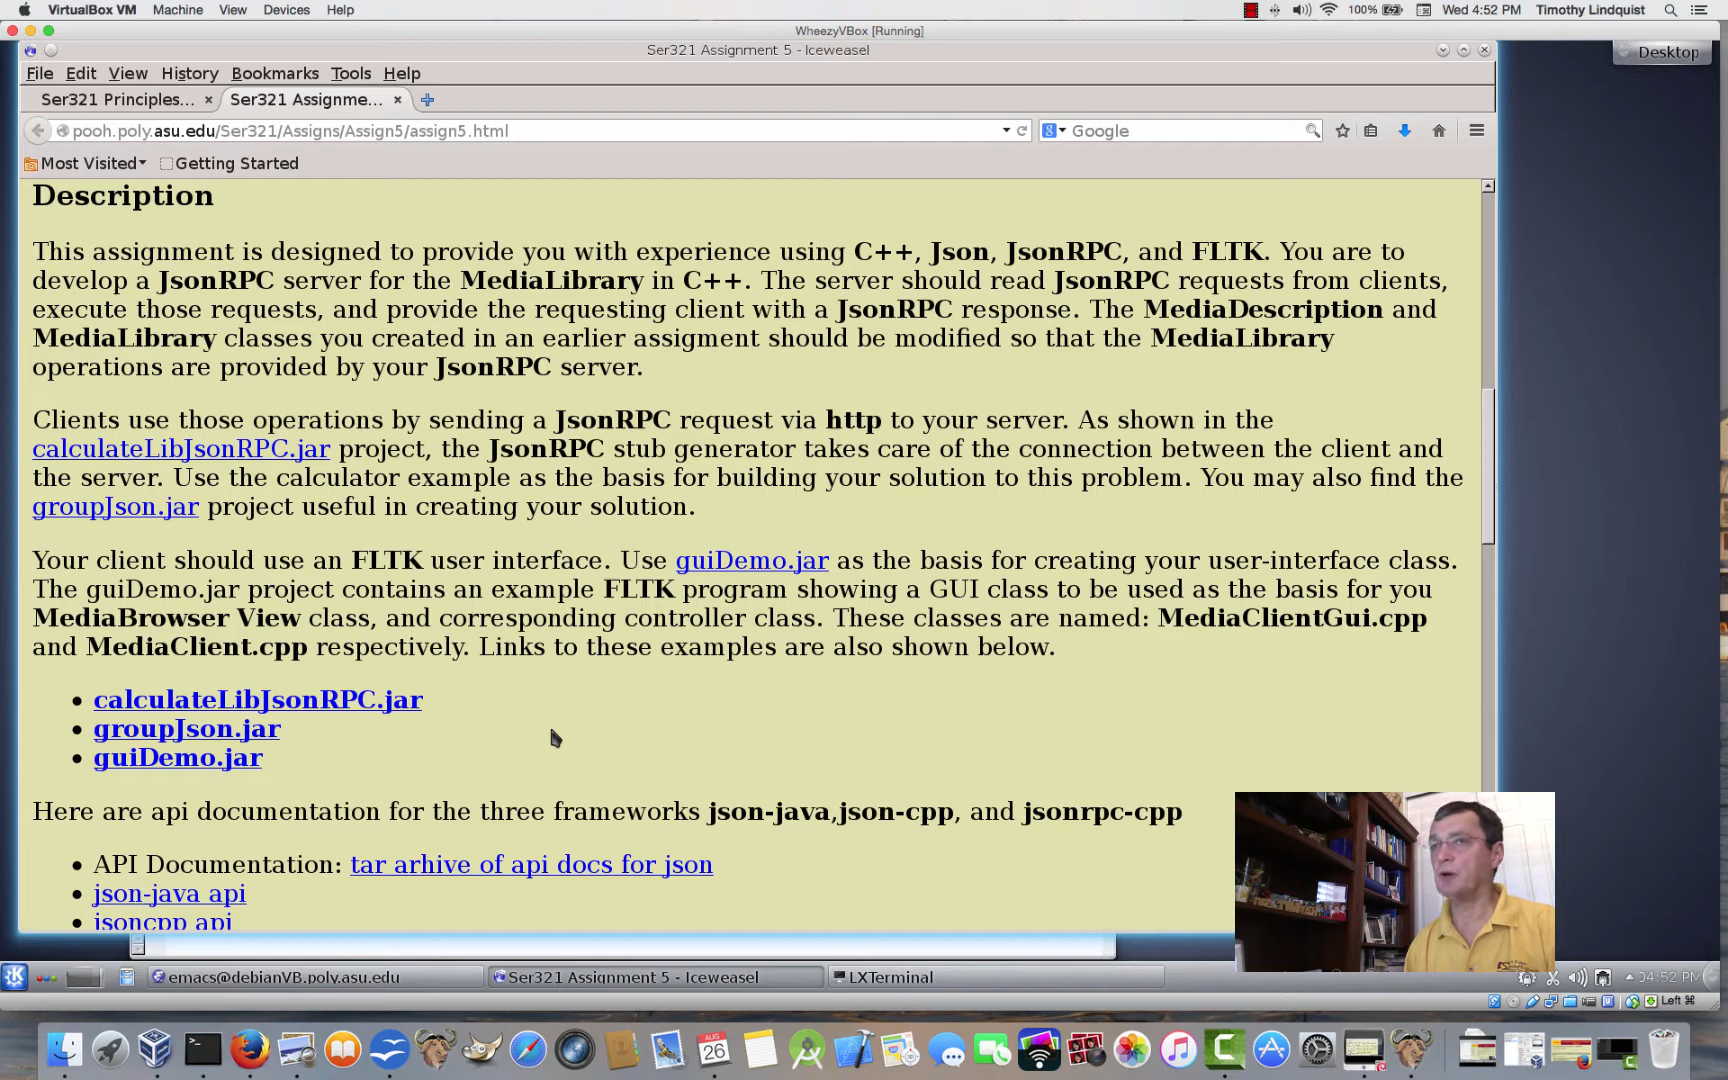 VirtualBox VM Machine View Devices Help 100% Wed 4:52 PM Timothy Lindquist
WheezyVBox [Running]
Ser321 Assignment 5 - Iceweasel
Desktop
File Edit View History Bookmarks Tools Help
Ser321 Principles... × Ser321 Assignme... ×
pooh.poly.asu.edu/Ser321/Assigns/Assign5/assign5.html Google
Most Visited Getting Started
Description
This assignment is designed to provide you with experience using C++, Json, JsonRPC, and FLTK. You are to
develop a JsonRPC server for the MediaLibrary in C++. The server should read JsonRPC requests from clients,
execute those requests, and provide the requesting client with a JsonRPC response. The MediaDescription and
MediaLibrary classes you created in an earlier assigment should be modified so that the MediaLibrary
operations are provided by your JsonRPC server.
Clients use those operations by sending a JsonRPC request via http to your server. As shown in the
calculateLibJsonRPC.jar project, the JsonRPC stub generator takes care of the connection between the client and
the server. Use the calculator example as the basis for building your solution to this problem. You may also find the
groupJson.jar project useful in creating your solution.
Your client should use an FLTK user interface. Use guiDemo.jar as the basis for creating your user-interface class.
The guiDemo.jar project contains an example FLTK program showing a GUI class to be used as the basis for you
MediaBrowser View class, and corresponding controller class. These classes are named: MediaClientGui.cpp
and MediaClient.cpp respectively. Links to these examples are also shown below.
• calculateLibJsonRPC.jar
• groupJson.jar
• guiDemo.jar
Here are api documentation for the three frameworks json-java,json-cpp, and jsonrpc-cpp
• API Documentation: tar arhive of api docs for json
• json-java api
• jsoncpp api
emacs@debianVB.poly.asu.edu Ser321 Assignment 5 - Iceweasel LXTerminal 04:52 PM
Left ⌘
AUG
26